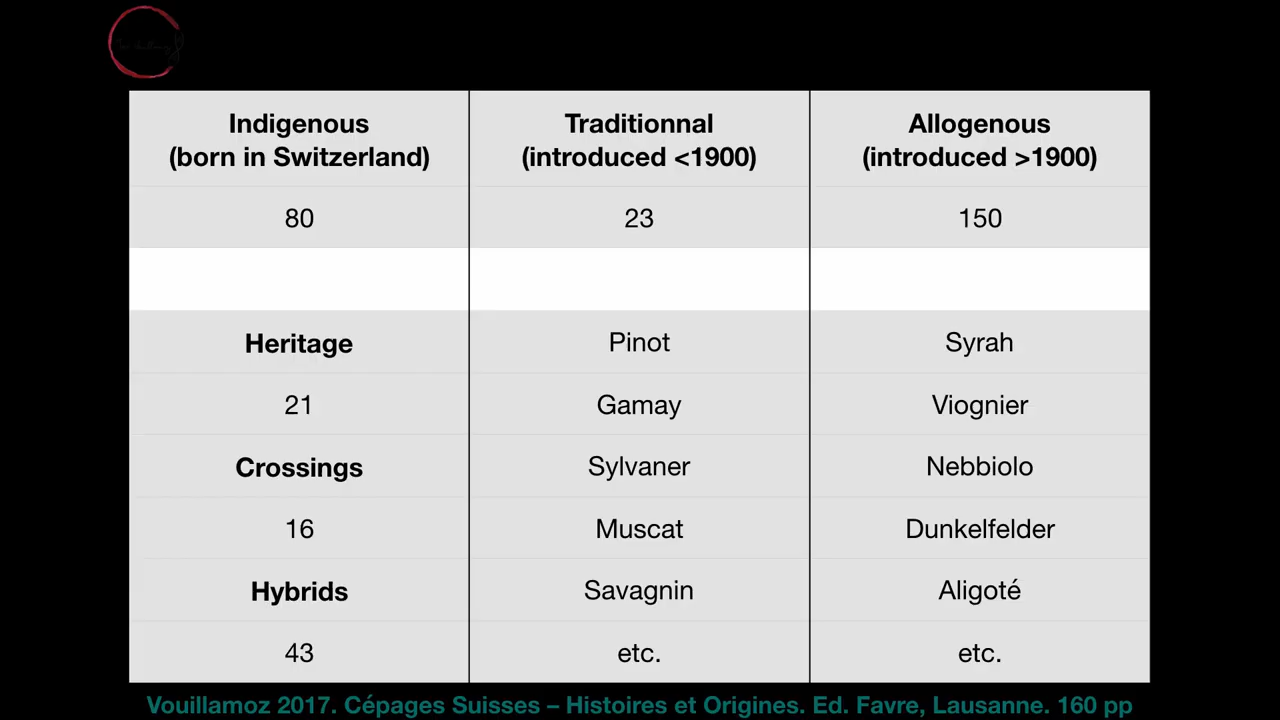 Indigenous Traditionnal Allogenous
(born in Switzerland) (introduced <1900) (introduced >1900)
80 23 150
Heritage Pinot Syrah
21 Gamay Viognier
Crossings Sylvaner Nebbiolo
16 Muscat Dunkelfelder
Hybrids Savagnin Aligoté
43 etc. etc.
Vouillamoz 2017. Cépages Suisses – Histoires et Origines. Ed. Favre, Lausanne. 160 pp